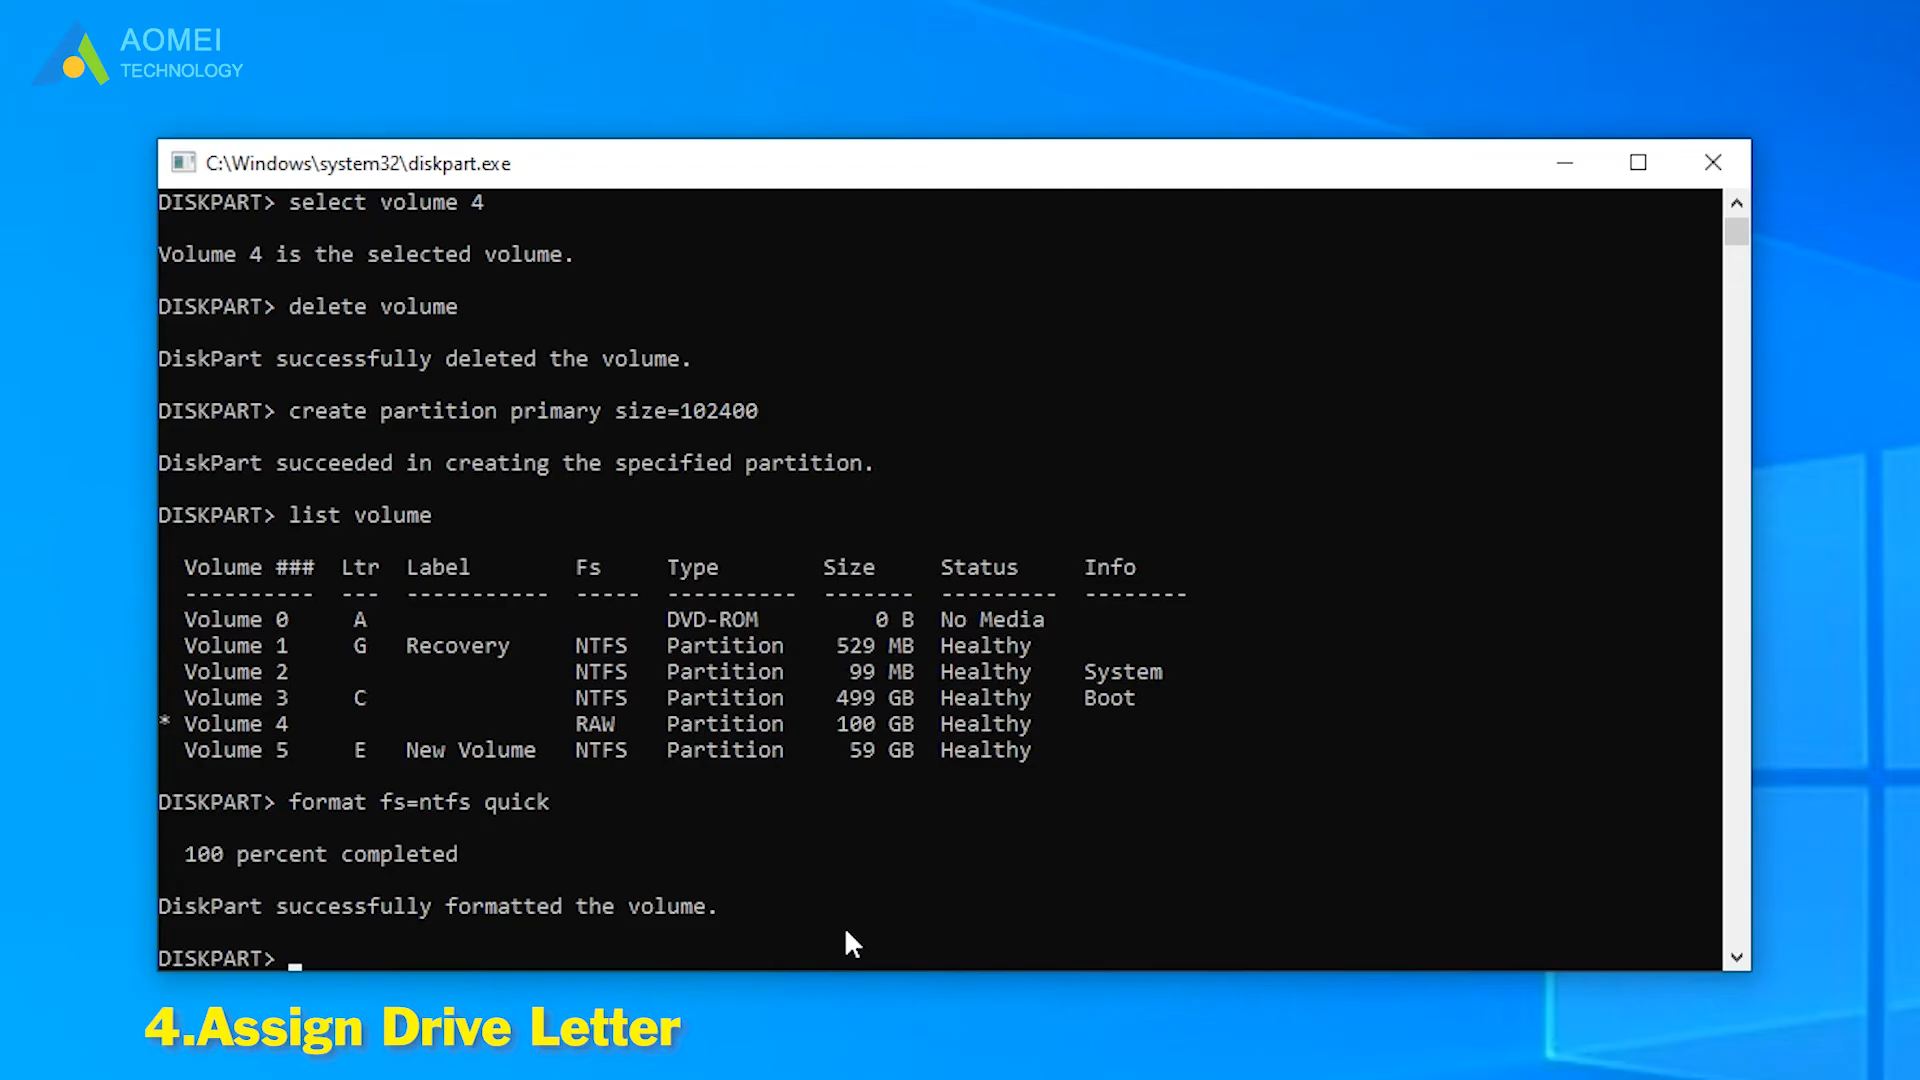 AOMEI
TECHNOLOGY
C:\Windows\system32\diskpart.exe
DISKPART> select volume 4
Volume 4 is the selected volume.
DISKPART> delete volume
DiskPart successfully deleted the volume.
DISKPART> create partition primary size=102400
DiskPart succeeded in creating the specified partition.
DISKPART> list volume
Volume ### Ltr Label Fs Type Size Status Info
---------- --- ----------- ----- ---------- ------- --------- --------
Volume 0 A DVD-ROM 0 B No Media
Volume 1 G Recovery NTFS Partition 529 MB Healthy
Volume 2 NTFS Partition 99 MB Healthy System
Volume 3 C NTFS Partition 499 GB Healthy Boot
* Volume 4 RAW Partition 100 GB Healthy
Volume 5 E New Volume NTFS Partition 59 GB Healthy
DISKPART> format fs=ntfs quick
100 percent completed
DiskPart successfully formatted the volume.
DISKPART> _
4.Assign Drive Letter